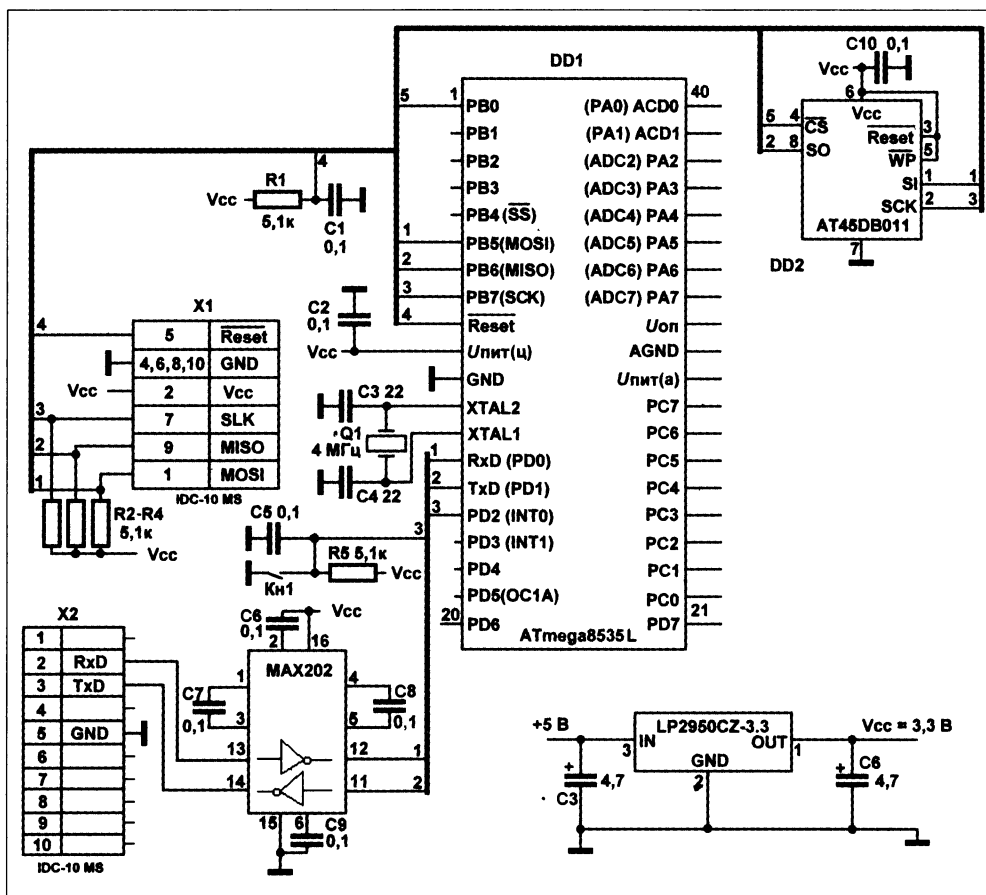 C10 0,1
Vcc
6
Vcc
5 4 CS
2 8 SO
Reset 3
WP 5
SI 1 1
SCK 2 3
AT45DB011
7
DD2
DD1
5 1 PB0
PB1
PB2
PB3
PB4 (SS)
1 PB5(MOSI)
2 PB6(MISO)
3 PB7(SCK)
4 Reset
Uпит(ц)
GND
XTAL2
XTAL1
1 RxD (PD0)
2 TxD (PD1)
3 PD2 (INT0)
PD3 (INT1)
PD4
PD5(OC1A)
20 PD6
(PA0) ACD0 40
(PA1) ACD1
(ADC2) PA2
(ADC3) PA3
(ADC4) PA4
(ADC5) PA5
(ADC6) PA6
(ADC7) PA7
Uоп
AGND
Uпит(а)
PC7
PC6
PC5
PC4
PC3
PC2
PC1
PC0
PD7 21
ATmega8535L
4
R1
Vcc
5,1к
C1
0,1
C2
0,1
Vcc
C3 22
Q1
4 МГц
C4 22
X1
4 5 Reset
4,6,8,10 GND
Vcc 2 Vcc
3 7 SLK
2 9 MISO
1 1 MOSI
IDC-10 MS
R2-R4
5,1к
Vcc
C5 0,1
3
R5 5,1к
Vcc
Кн1
X2
1
2 RxD
3 TxD
4
5 GND
6
7
8
9
10
IDC-10 MS
C6
0,1
Vcc
2 16
MAX202
1 4
C7
0,1
C8
0,1
3 5
13 12 1
14 11 2
15 6
C9
0,1
+5 В
3 IN
LP2950CZ-3.3
OUT 1
GND
2
Vcc = 3,3 В
+
4,7
C3
+
C6
4,7